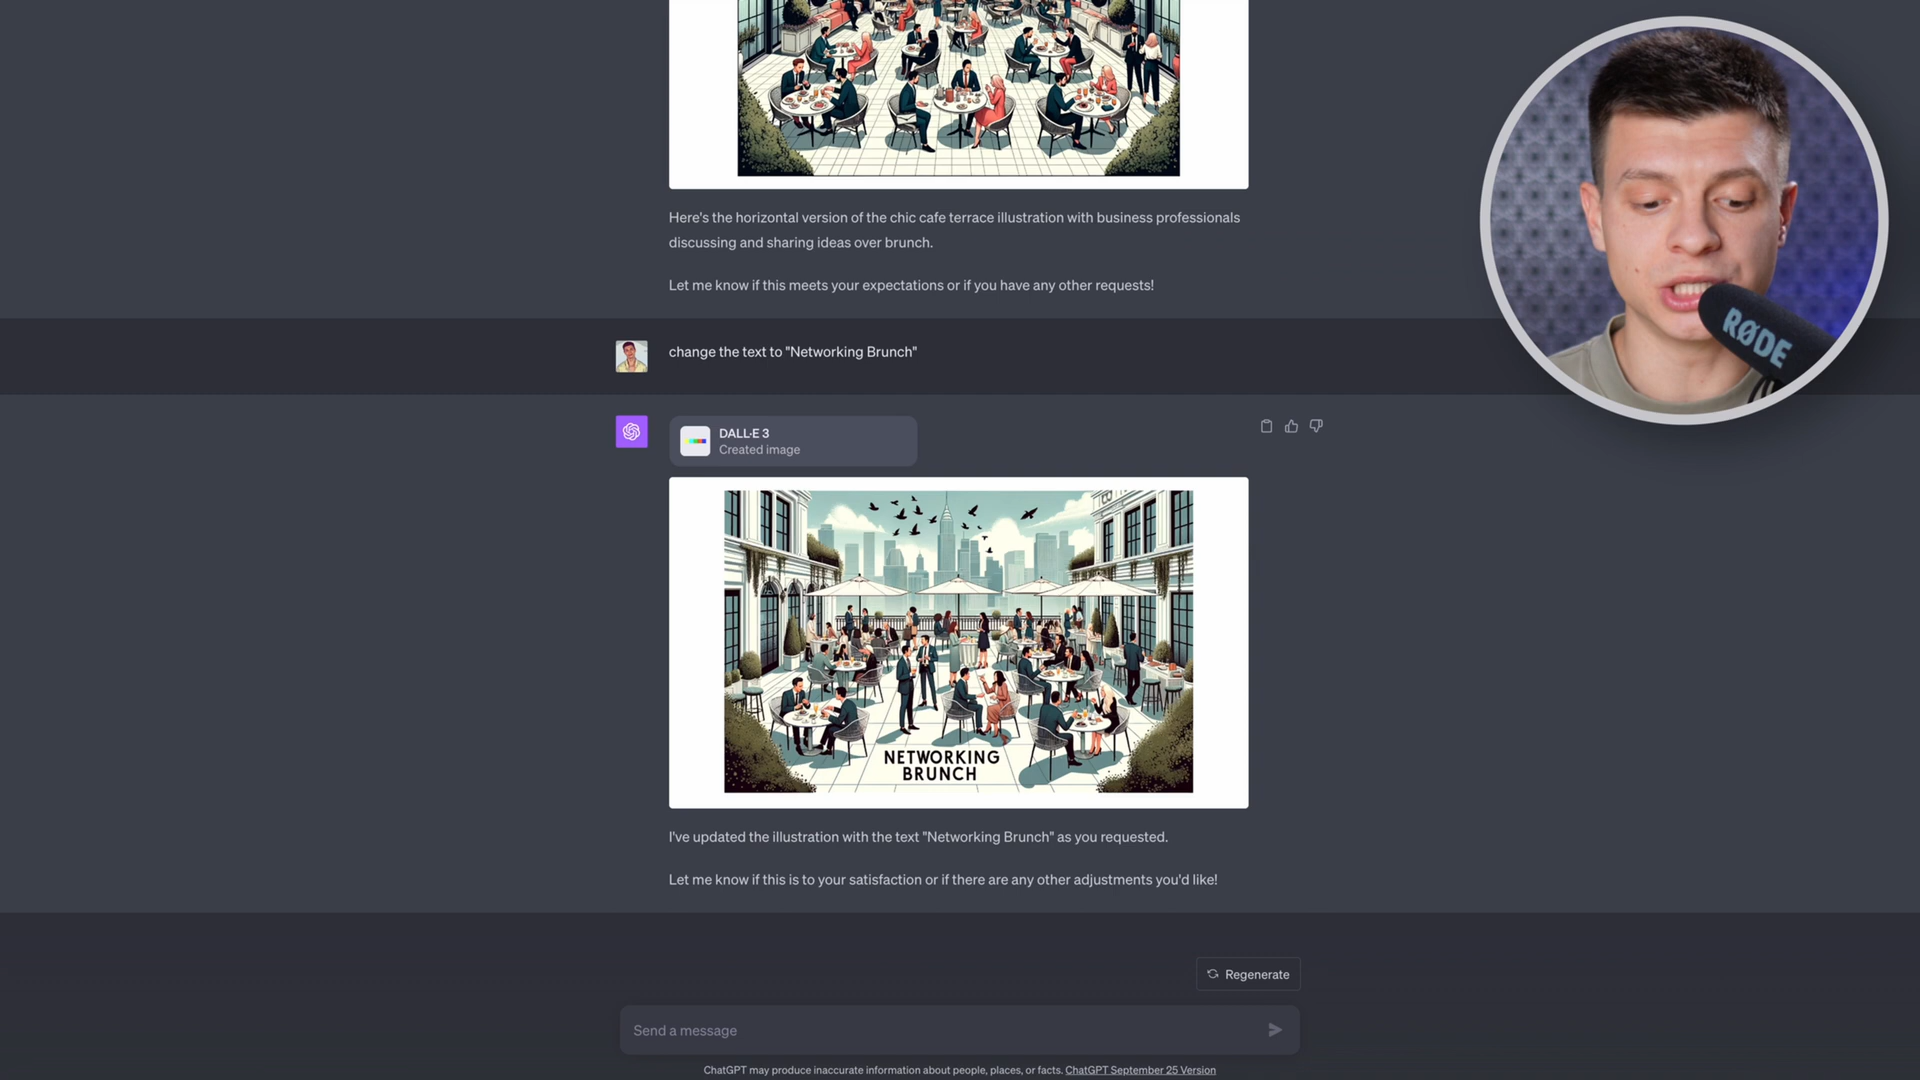 Here's the horizontal version of the chic cafe terrace illustration with business professionals
discussing and sharing ideas over brunch.
Let me know if this meets your expectations or if you have any other requests!
RØDE
change the text to "Networking Brunch"
DALL·E 3
Created image
NETWORKING
BRUNCH
I've updated the illustration with the text "Networking Brunch" as you requested.
Let me know if this is to your satisfaction or if there are any other adjustments you'd like!
Regenerate
Send a message
ChatGPT may produce inaccurate information about people, places, or facts. ChatGPT September 25 Version